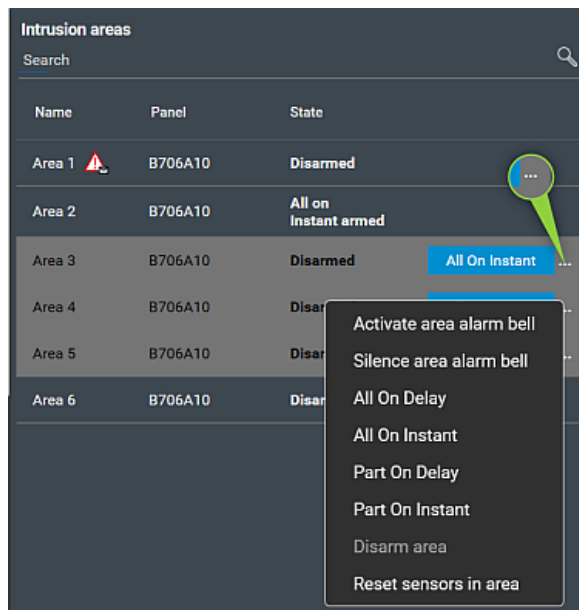 Intrusion areas
Search
Name Panel State
Area 1 B706A10 Disarmed
...
Area 2 B706A10 All on
Instant armed
Area 3 B706A10 Disarmed All On Instant ...
Area 4 B706A10
Area 5 B706A10
Area 6 B706A10
Activate area alarm bell
Silence area alarm bell
All On Delay
All On Instant
Part On Delay
Part On Instant
Disarm area
Reset sensors in area